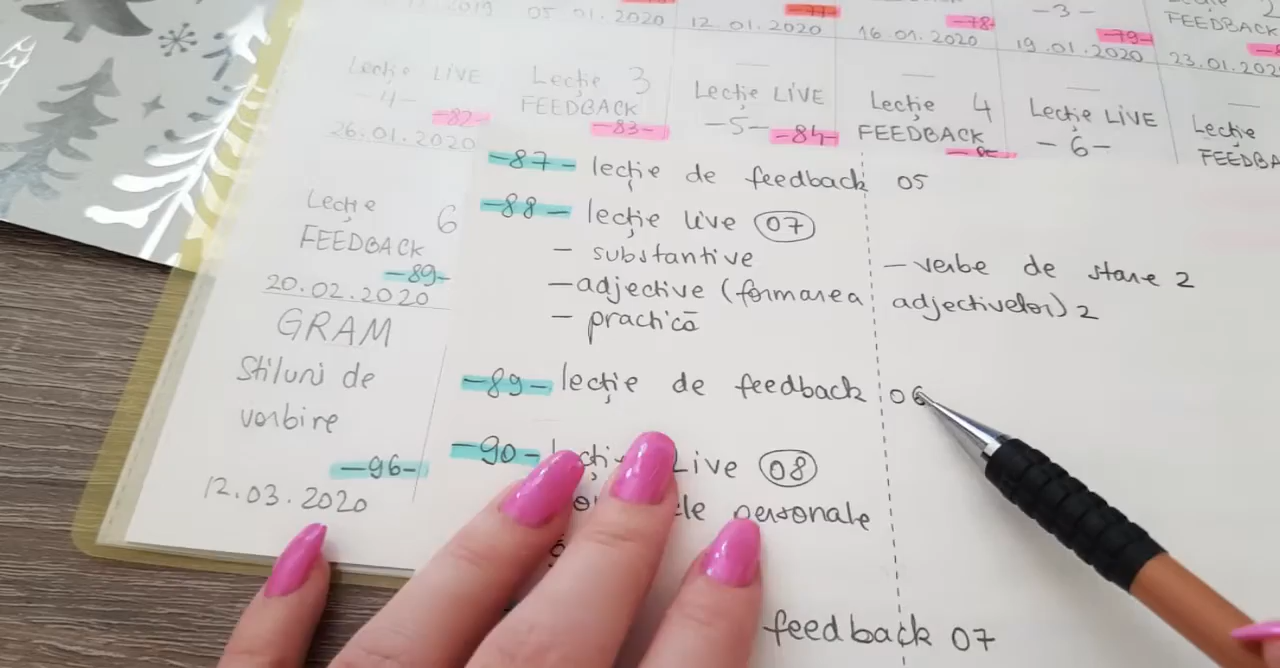 2019
05 01.2020
12.01.2020
-77-
16.01.2020
-78-
-3-
19.01.2020
-79-
2
FEEDBACK
23.01.202
Lecție LIVE
-4-
-82-
26.01.2020
Lecție 3
FEEDBACK
-83-
Lecție LIVE
-5-
-84-
Lecție 4
FEEDBACK
Lecție LIVE
-6-
Lecție
FEEDBA
Lecție 6
FEEDBACK
-89-
20.02.2020
GRAM
Stiluri de
vorbire
-96-
12.03.2020
-87- lecție de feedback 05
-88- lecție live 07
- substantive
- verbe de stare 2
- adjective (formarea adjectivelor) 2
- practică
-89- lecție de feedback 06
-90- Live 08
personale
feedback 07